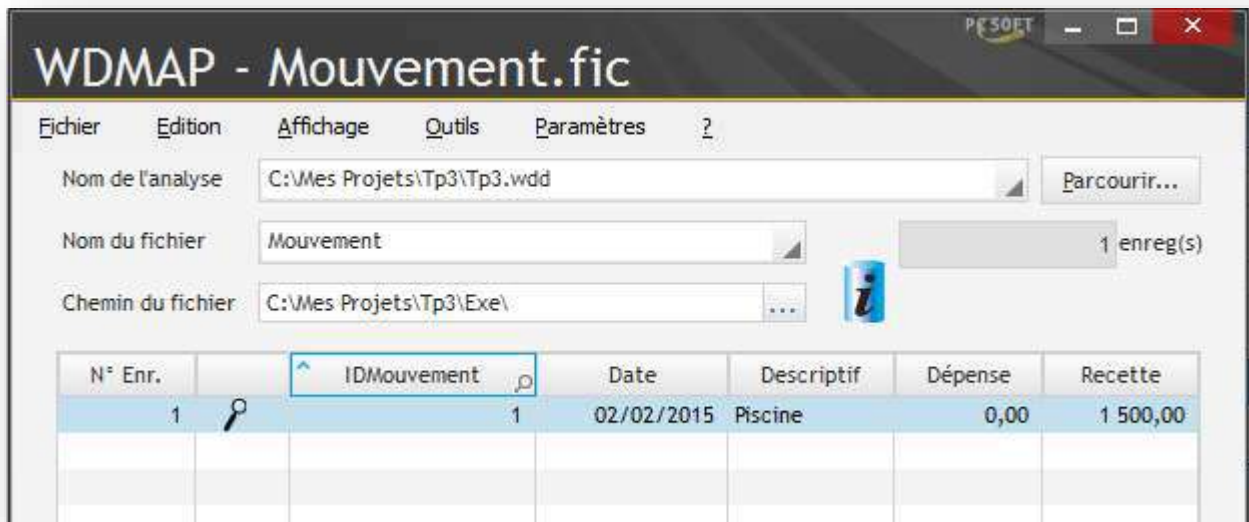 PC SOFT
WDMAP - Mouvement.fic
Fichier Edition Affichage Outils Paramètres ?
Nom de l'analyse C:\Mes Projets\Tp3\Tp3.wdd Parcourir...
Nom du fichier Mouvement 1 enreg(s)
Chemin du fichier C:\Mes Projets\Tp3\Exe\ ...
N° Enr. IDMouvement Date Descriptif Dépense Recette
1 1 02/02/2015 Piscine 0,00 1 500,00